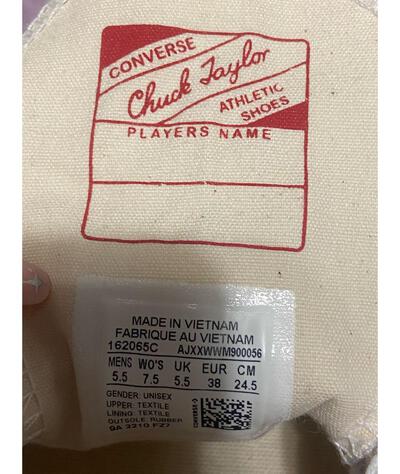 CONVERSE
Chuck Taylor
ATHLETIC
SHOES
PLAYERS NAME
MADE IN VIETNAM
FABRIQUE AU VIETNAM
162065C AJXXWWM900056
MENS WO'S UK EUR CM
5.5 7.5 5.5 38 24.5
GENDER: UNISEX
UPPER: TEXTILE
LINING: TEXTILE
OUTSOLE: RUBBER
CONVERSE